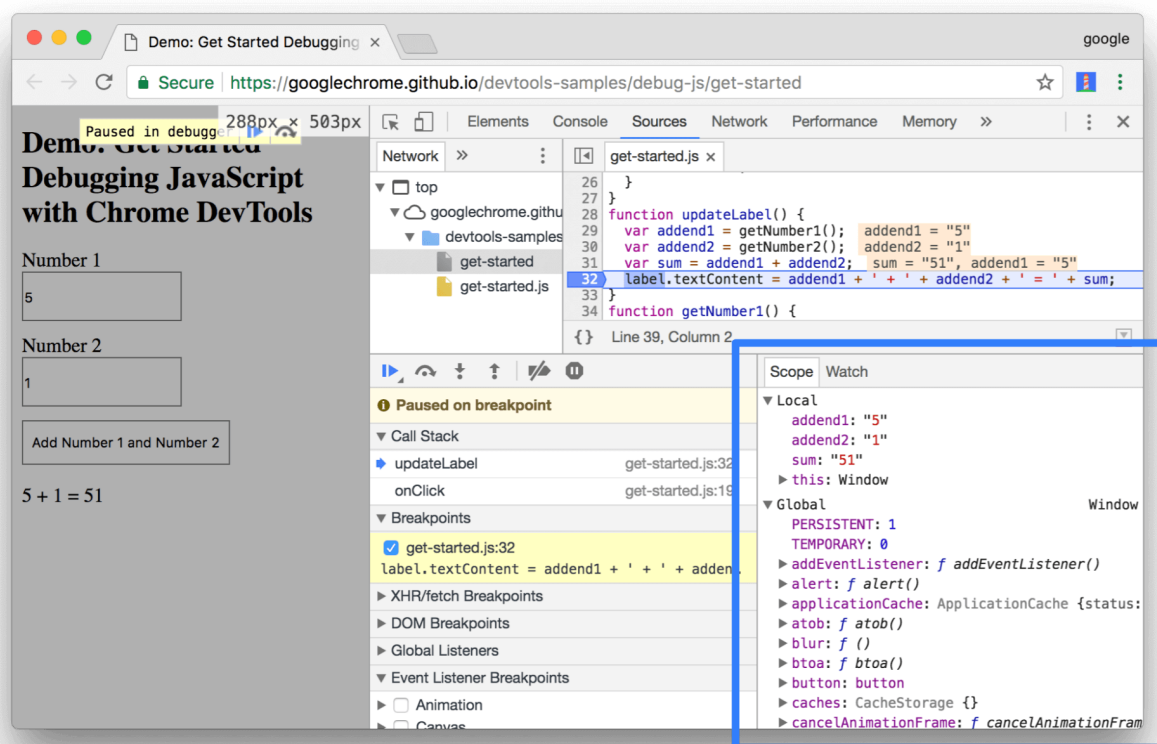 Demo: Get Started Debugging ×
google
Secure https://googlechrome.github.io/devtools-samples/debug-js/get-started
288px × 503px
Paused in debugger
Demo: Get Started
Debugging JavaScript
with Chrome DevTools
Number 1
5
Number 2
1
Add Number 1 and Number 2
5 + 1 = 51
Elements Console Sources Network Performance Memory »
Network »
top
googlechrome.githu
devtools-samples
get-started
get-started.js
get-started.js ×
26 }
27 }
28 function updateLabel() {
29 var addend1 = getNumber1(); addend1 = "5"
30 var addend2 = getNumber2(); addend2 = "1"
31 var sum = addend1 + addend2; sum = "51", addend1 = "5"
32 label.textContent = addend1 + ' + ' + addend2 + ' = ' + sum;
33 }
34 function getNumber1() {
{} Line 39, Column 2
Paused on breakpoint
Call Stack
updateLabel get-started.js:32
onClick get-started.js:19
Breakpoints
get-started.js:32
label.textContent = addend1 + ' + ' + adden
XHR/fetch Breakpoints
DOM Breakpoints
Global Listeners
Event Listener Breakpoints
Animation
Canvas
Scope Watch
Local
addend1: "5"
addend2: "1"
sum: "51"
this: Window
Global Window
PERSISTENT: 1
TEMPORARY: 0
addEventListener: ƒ addEventListener()
alert: ƒ alert()
applicationCache: ApplicationCache {status:
atob: ƒ atob()
blur: ƒ ()
btoa: ƒ btoa()
button: button
caches: CacheStorage {}
cancelAnimationFrame: ƒ cancelAnimationFram